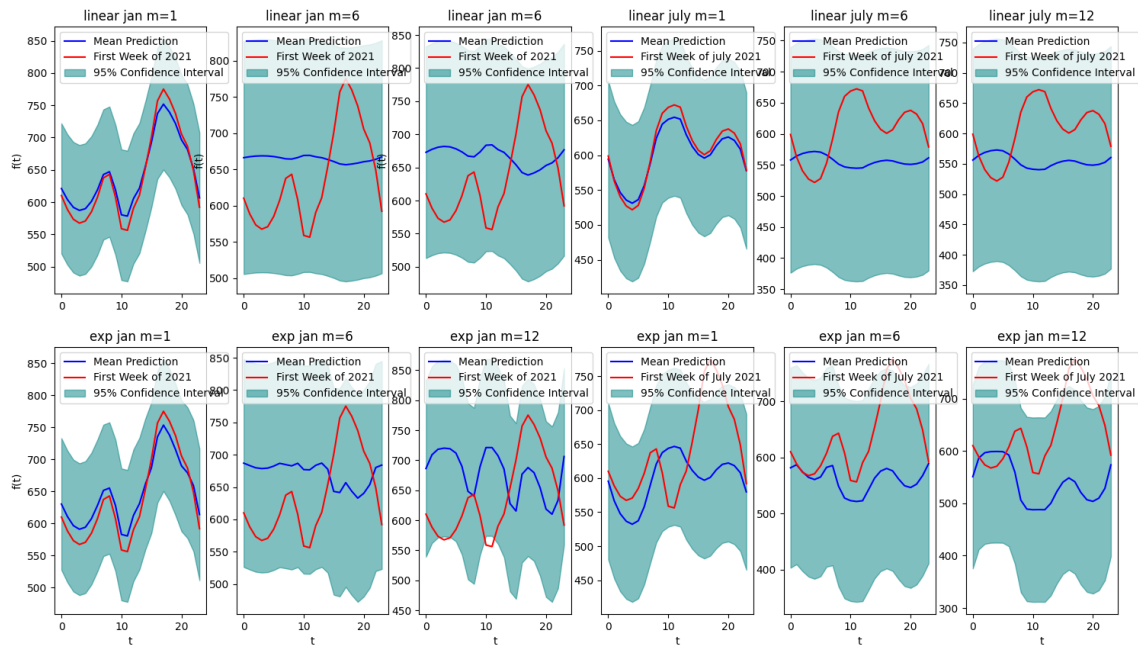 linear jan m=1
linear jan m=6
linear jan m=6
linear july m=1
linear july m=6
linear july m=12
Mean Prediction
First Week of 2021
95% Confidence Interval
Mean Prediction
First Week of 2021
95% Confidence Interval
Mean Prediction
First Week of 2021
95% Confidence Interval
Mean Prediction
First Week of july 2021
95% Confidence Interval
Mean Prediction
First Week of july 2021
95% Confidence Interval
Mean Prediction
First Week of july 2021
95% Confidence Interval
f(t)
850
800
750
700
650
600
550
500
0
10
20
f(t)
800
750
700
650
600
550
500
0
10
20
f(t)
800
750
700
650
600
550
500
0
10
20
750
700
650
600
550
500
450
0
10
20
700
650
600
550
500
450
400
350
0
10
20
750
700
650
600
550
500
450
400
350
0
10
20
exp jan m=1
exp jan m=6
exp jan m=12
exp jan m=1
exp jan m=6
exp jan m=12
Mean Prediction
First Week of 2021
95% Confidence Interval
Mean Prediction
First Week of 2021
95% Confidence Interval
Mean Prediction
First Week of 2021
95% Confidence Interval
Mean Prediction
First Week of July 2021
95% Confidence Interval
Mean Prediction
First Week of July 2021
95% Confidence Interval
Mean Prediction
First Week of July 2021
95% Confidence Interval
f(t)
850
800
750
700
650
600
550
500
0
10
20
t
850
800
750
700
650
600
550
500
0
10
20
t
850
800
750
700
650
600
550
500
450
0
10
20
t
750
700
650
600
550
500
450
0
10
20
t
700
600
500
400
0
10
20
t
700
600
500
400
300
0
10
20
t